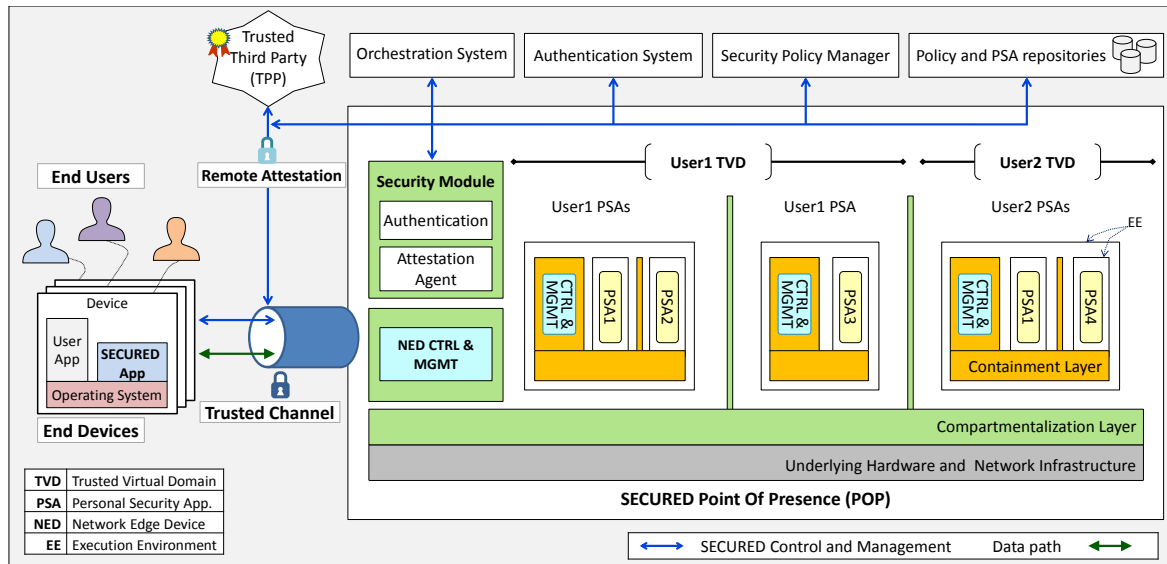 Trusted
Third Party
(TPP)
Orchestration System
Authentication System
Security Policy Manager
Policy and PSA repositories
Remote Attestation
End Users
Device
User
App
SECURED
App
Operating System
End Devices
Trusted Channel
Security Module
Authentication
Attestation
Agent
NED CTRL &
MGMT
User1 TVD
User2 TVD
User1 PSAs
User1 PSA
User2 PSAs
EE
CTRL &
MGMT
PSA1
PSA2
CTRL &
MGMT
PSA3
CTRL &
MGMT
PSA1
PSA4
Containment Layer
Compartmentalization Layer
Underlying Hardware and Network Infrastructure
SECURED Point Of Presence (POP)
TVD Trusted Virtual Domain
PSA Personal Security App.
NED Network Edge Device
EE Execution Environment
SECURED Control and Management
Data path